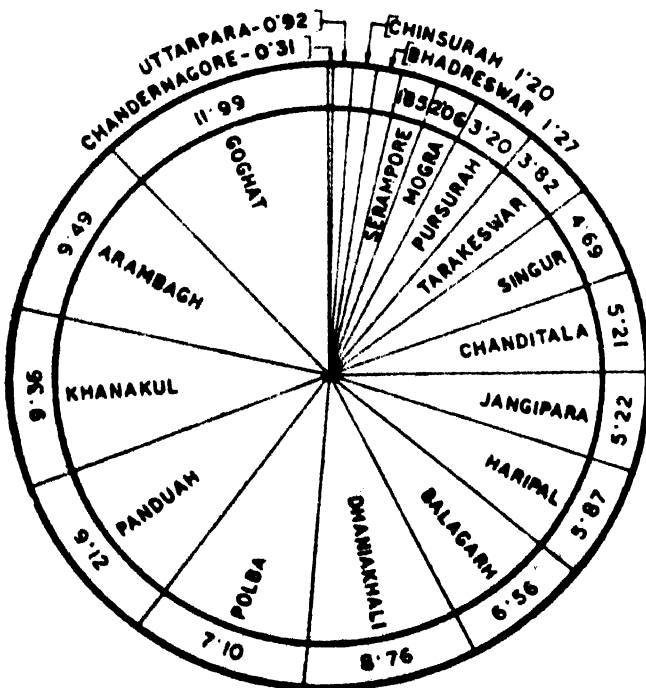 UTTARPARA-0·92
CHANDERNAGORE-0·31
CHINSURAH 1·20
BHADRESWAR 1·27
1·85
SERAMPORE
2·06
MOGRA
3·20
PURSURAH
3·82
TARAKESWAR
4·69
SINGUR
5·21
CHANDITALA
5·22
JANGIPARA
5·87
HARIPAL
6·56
BALAGARH
8·76
DHANIAKHALI
7·10
POLBA
9·12
PANDUAH
9·36
KHANAKUL
9·49
ARAMBAGH
11·99
GOGHAT